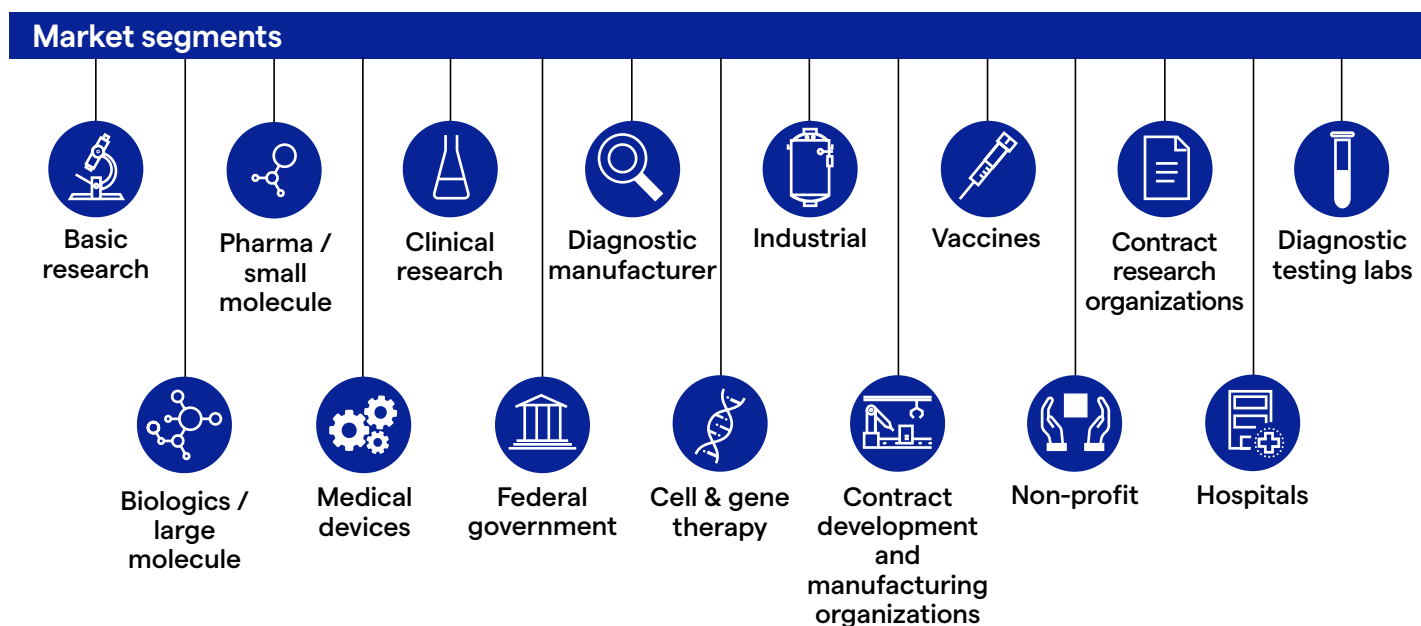 Market segments
Basic
research
Pharma /
small
molecule
Clinical
research
Diagnostic
manufacturer
Industrial
Vaccines
Contract
research
organizations
Diagnostic
testing labs
Biologics /
large
molecule
Medical
devices
Federal
government
Cell & gene
therapy
Contract
development
and
manufacturing
organizations
Non-profit
Hospitals